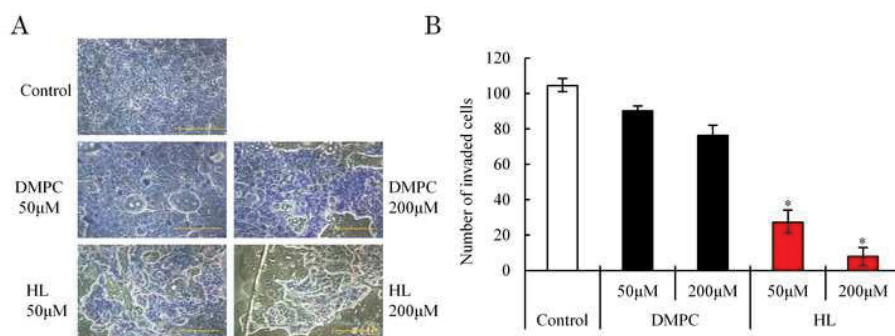 A
Control
DMPC
50μM
DMPC
200μM
HL
50μM
HL
200μM
B
Number of invaded cells
120
100
80
60
40
20
0
*
*
50μM 200μM 50μM 200μM
Control DMPC HL